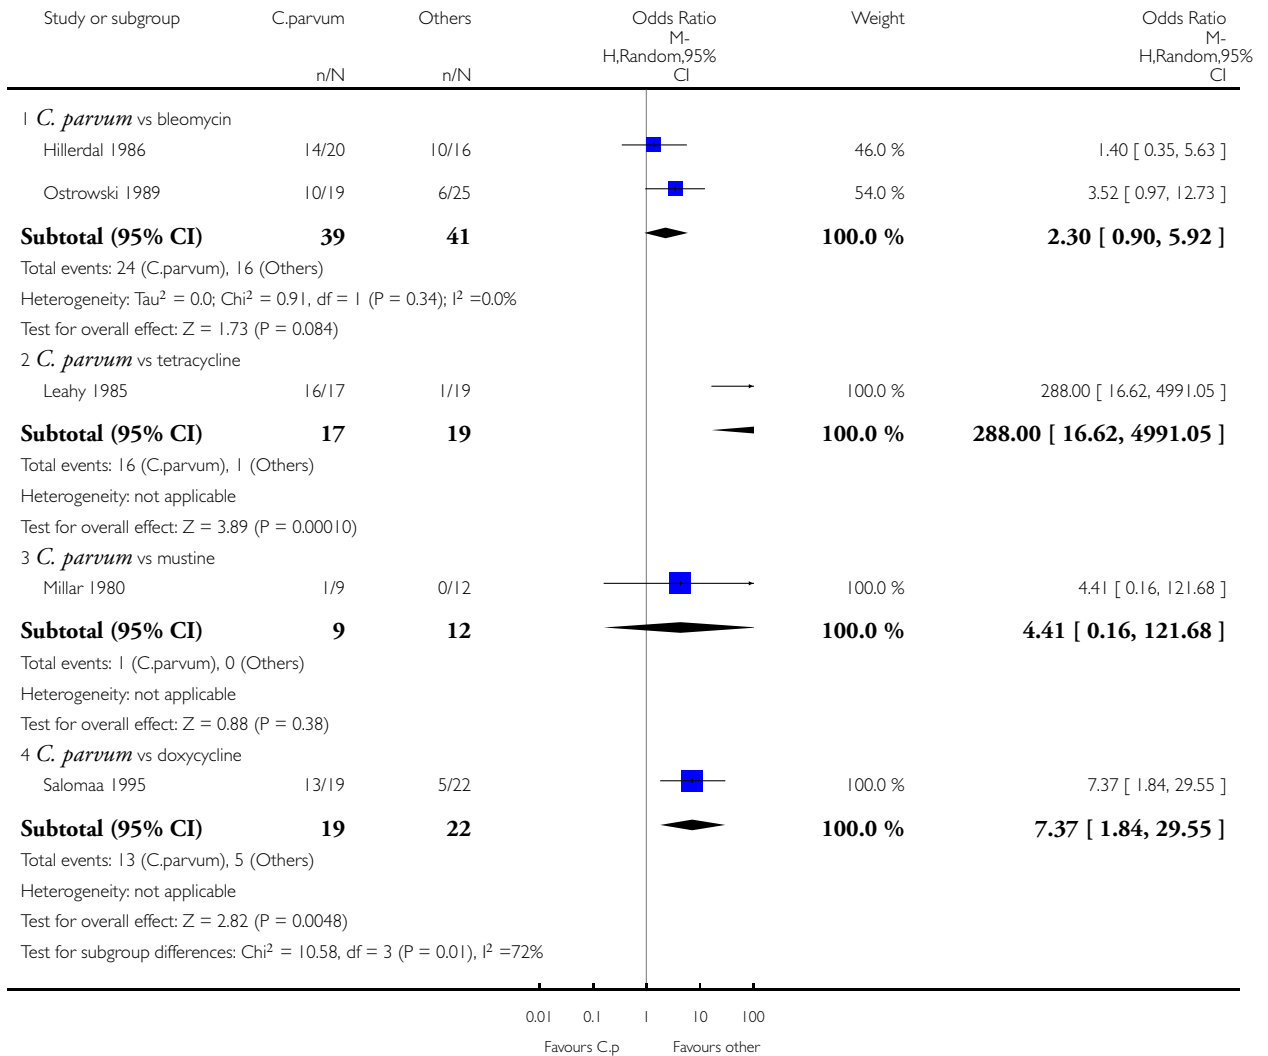 Study or subgroup C.parvum Others Odds Ratio Weight Odds Ratio
M- M-
H,Random,95% H,Random,95%
n/N n/N CI CI
1 C. parvum vs bleomycin
Hillerdal 1986 14/20 10/16 46.0 % 1.40 [ 0.35, 5.63 ]
Ostrowski 1989 10/19 6/25 54.0 % 3.52 [ 0.97, 12.73 ]
Subtotal (95% CI) 39 41 100.0 % 2.30 [ 0.90, 5.92 ]
Total events: 24 (C.parvum), 16 (Others)
Heterogeneity: Tau² = 0.0; Chi² = 0.91, df = 1 (P = 0.34); I² =0.0%
Test for overall effect: Z = 1.73 (P = 0.084)
2 C. parvum vs tetracycline
Leahy 1985 16/17 1/19 100.0 % 288.00 [ 16.62, 4991.05 ]
Subtotal (95% CI) 17 19 100.0 % 288.00 [ 16.62, 4991.05 ]
Total events: 16 (C.parvum), 1 (Others)
Heterogeneity: not applicable
Test for overall effect: Z = 3.89 (P = 0.00010)
3 C. parvum vs mustine
Millar 1980 1/9 0/12 100.0 % 4.41 [ 0.16, 121.68 ]
Subtotal (95% CI) 9 12 100.0 % 4.41 [ 0.16, 121.68 ]
Total events: 1 (C.parvum), 0 (Others)
Heterogeneity: not applicable
Test for overall effect: Z = 0.88 (P = 0.38)
4 C. parvum vs doxycycline
Salomaa 1995 13/19 5/22 100.0 % 7.37 [ 1.84, 29.55 ]
Subtotal (95% CI) 19 22 100.0 % 7.37 [ 1.84, 29.55 ]
Total events: 13 (C.parvum), 5 (Others)
Heterogeneity: not applicable
Test for overall effect: Z = 2.82 (P = 0.0048)
Test for subgroup differences: Chi² = 10.58, df = 3 (P = 0.01), I² =72%
0.01 0.1 1 10 100
Favours C.p Favours other